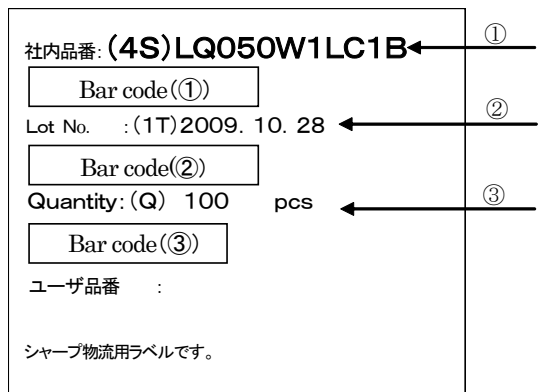 社内品番:(4S)LQ050W1LC1B ①
Bar code(①)
Lot No. :(1T)2009. 10. 28 ②
Bar code(②)
Quantity:(Q) 100 pcs ③
Bar code(③)
ユーザ品番 :
シャープ物流用ラベルです。